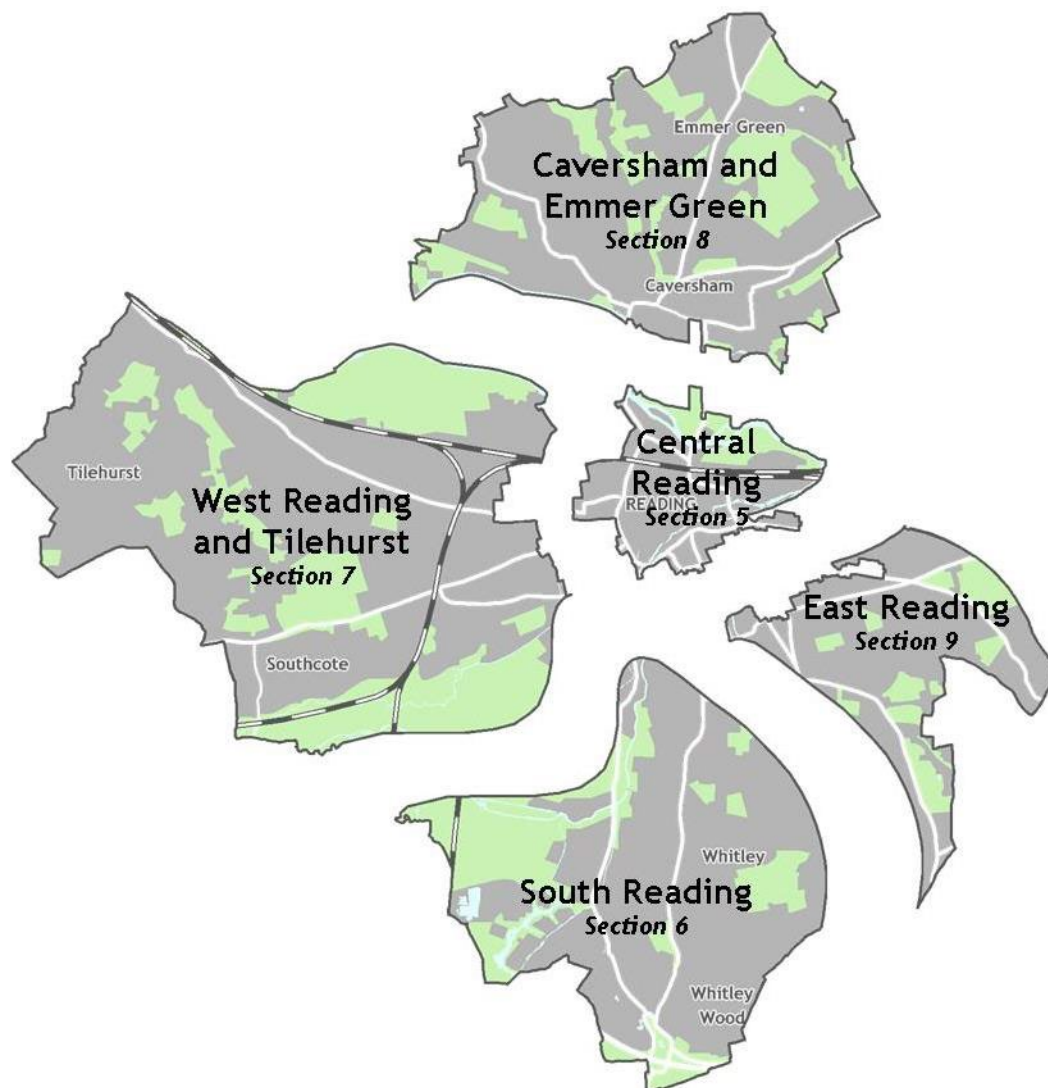 Emmer Green
Caversham and
Emmer Green
Section 8
Caversham
Tilehurst
West Reading
and Tilehurst
Section 7
Southcote
Central
Reading
READING
Section 5
East Reading
Section 9
Whitley
South Reading
Section 6
Whitley
Wood